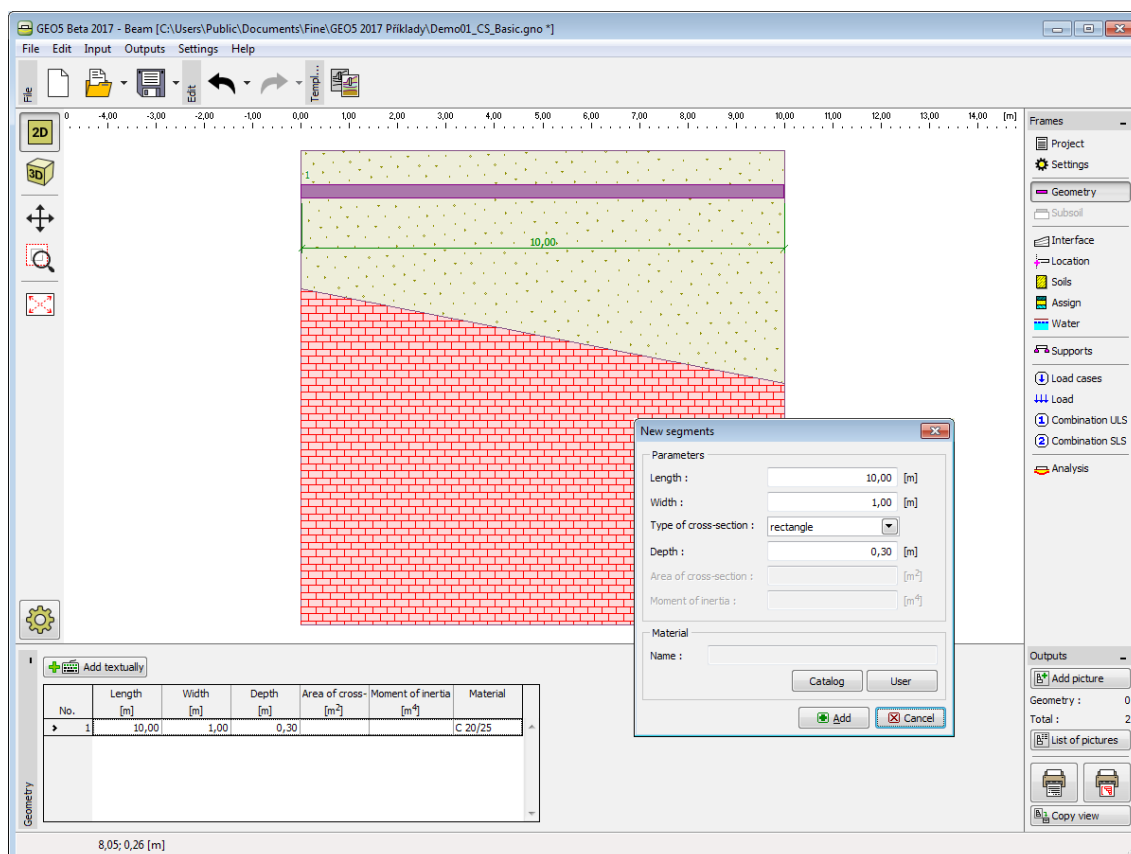 GEO5 Beta 2017 - Beam [C:\Users\Public\Documents\Fine\GEO5 2017 Příklady\Demo01_CS_Basic.gno *]
File Edit Input Outputs Settings Help
File
Edit
Templ...
2D
3D
0 -4,00 -3,00 -2,00 -1,00 0,00 1,00 2,00 3,00 4,00 5,00 6,00 7,00 8,00 9,00 10,00 11,00 12,00 13,00 14,00 [m]
1
10,00
Frames
Project
Settings
Geometry
Subsoil
Interface
Location
Soils
Assign
Water
Supports
Load cases
Load
1 Combination ULS
2 Combination SLS
Analysis
New segments
Parameters
Length : 10,00 [m]
Width : 1,00 [m]
Type of cross-section : rectangle
Depth : 0,30 [m]
Area of cross-section : [m²]
Moment of inertia : [m⁴]
Material
Name :
Catalog User
Add Cancel
Geometry
Add textually
No. Length [m] Width [m] Depth [m] Area of cross- [m²] Moment of inertia [m⁴] Material
1 10,00 1,00 0,30 C 20/25
Outputs
Add picture
Geometry : 0
Total : 2
List of pictures
Copy view
8,05; 0,26 [m]